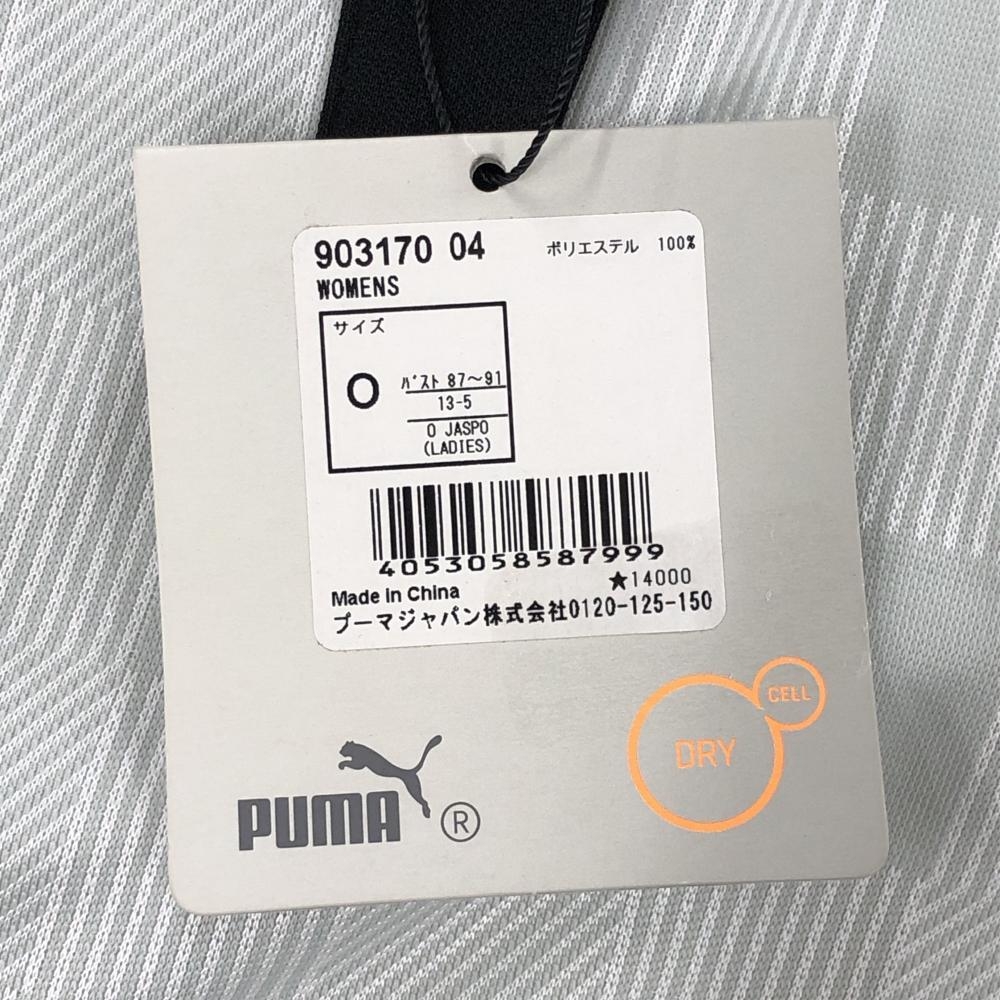 903170 04 ポリエステル 100%
WOMENS
サイズ
O
バスト 87～91
13-5
O JASPO
(LADIES)
4053058587999
★14000
Made in China
プーマジャパン株式会社0120-125-150
CELL
DRY
PUMA ®